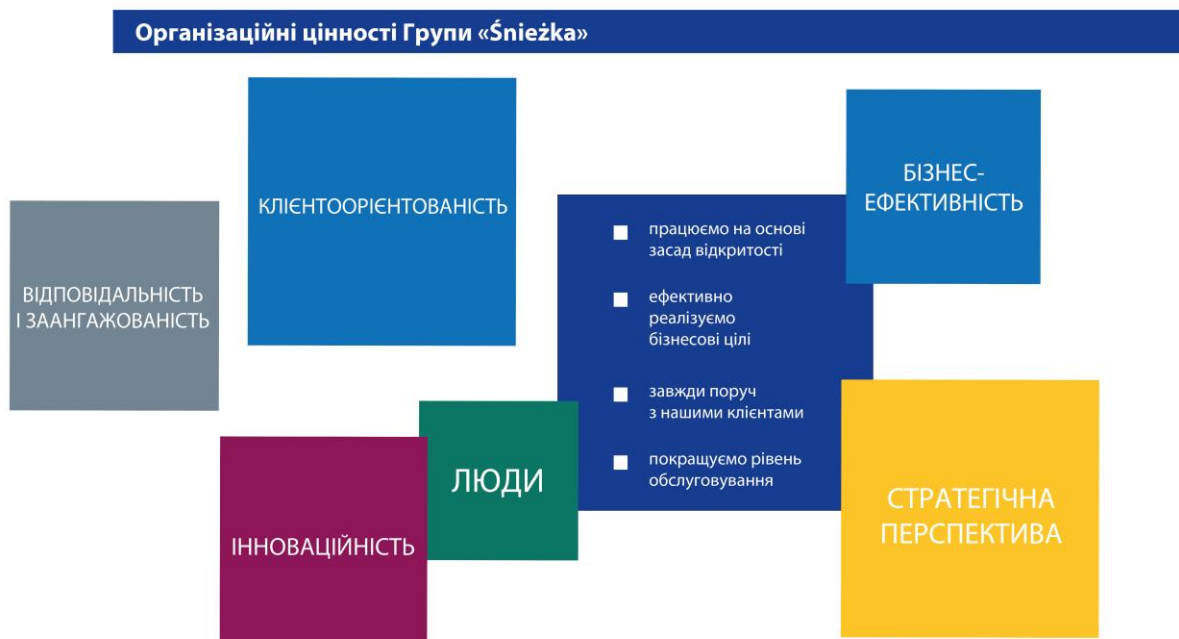 Організаційні цінності Групи «Śnieżka»
КЛІЄНТООРІЄНТОВАНІСТЬ
БІЗНЕС-
ЕФЕКТИВНІСТЬ
ВІДПОВІДАЛЬНІСТЬ
І ЗААНГАЖОВАНІСТЬ
працюємо на основі
засад відкритості
ефективно
реалізуємо
бізнесові цілі
завжди поруч
з нашими клієнтами
покращуємо рівень
обслуговування
ЛЮДИ
ІННОВАЦІЙНІСТЬ
СТРАТЕГІЧНА
ПЕРСПЕКТИВА